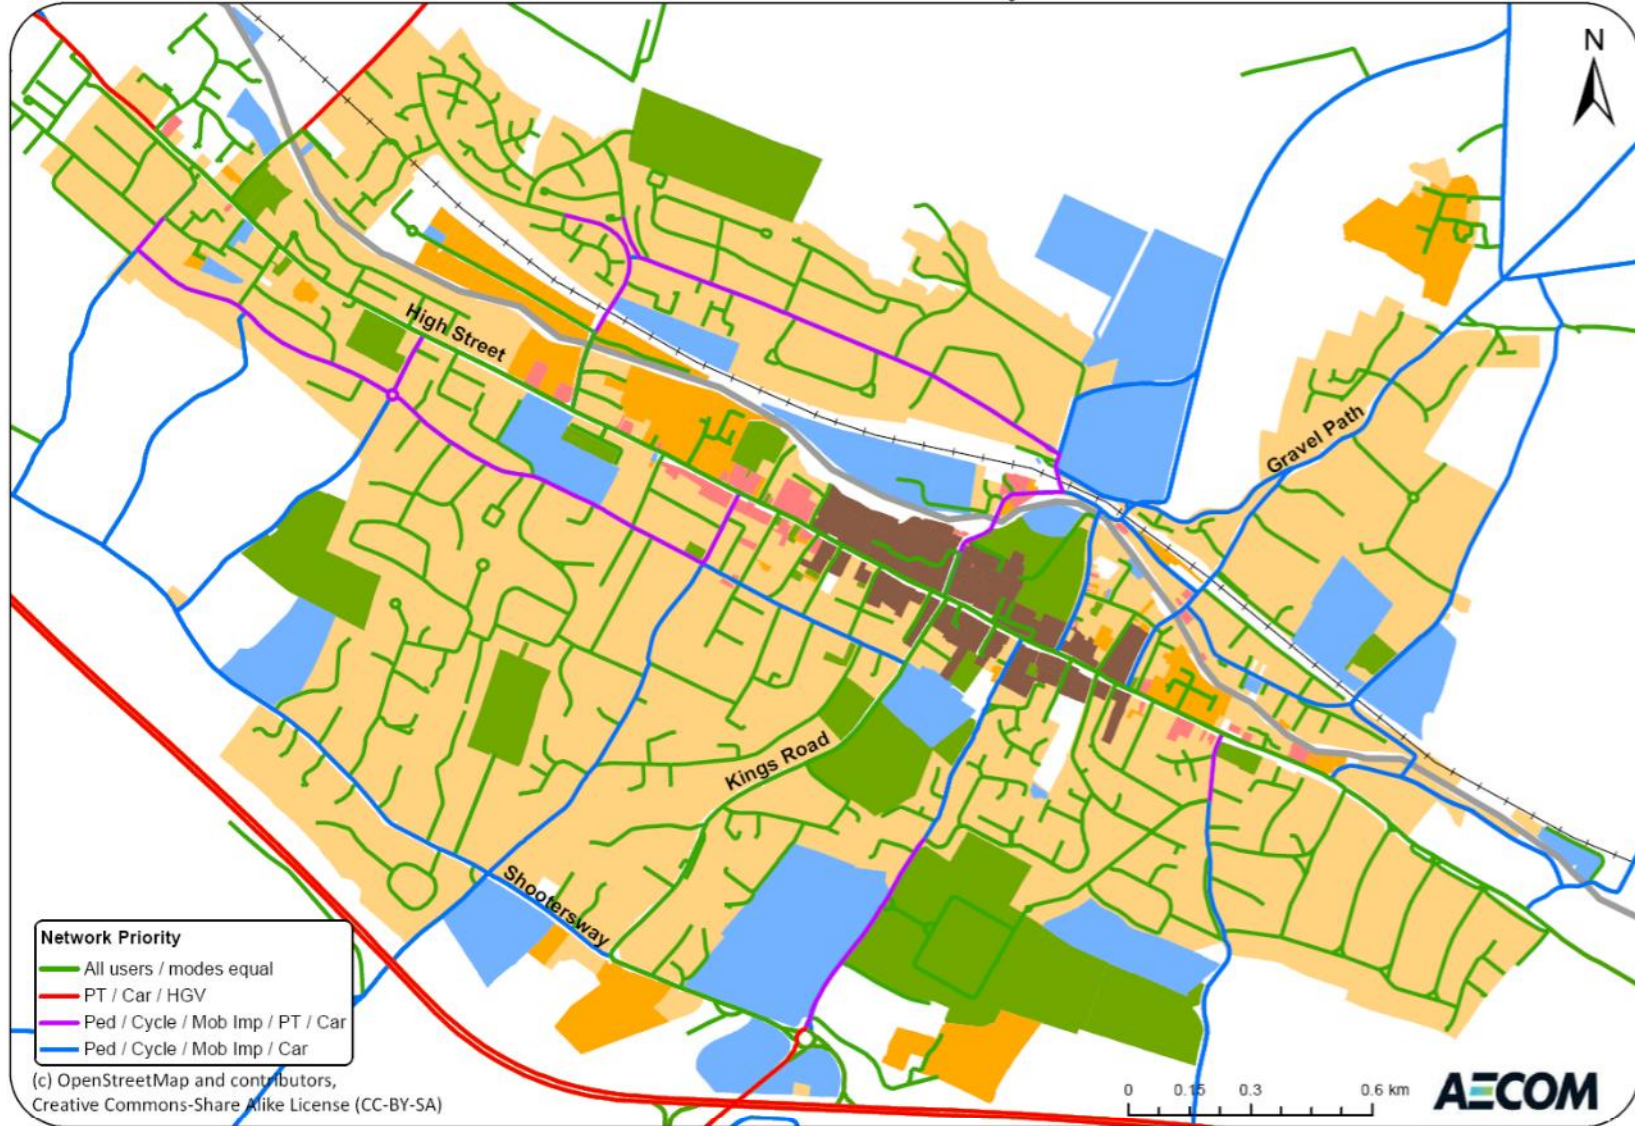 N
High Street
Gravel Path
Kings Road
Shootersway
Network Priority
All users / modes equal
PT / Car / HGV
Ped / Cycle / Mob Imp / PT / Car
Ped / Cycle / Mob Imp / Car
(c) OpenStreetMap and contributors,
Creative Commons-Share Alike License (CC-BY-SA)
0 0.15 0.3 0.6 km
AECOM